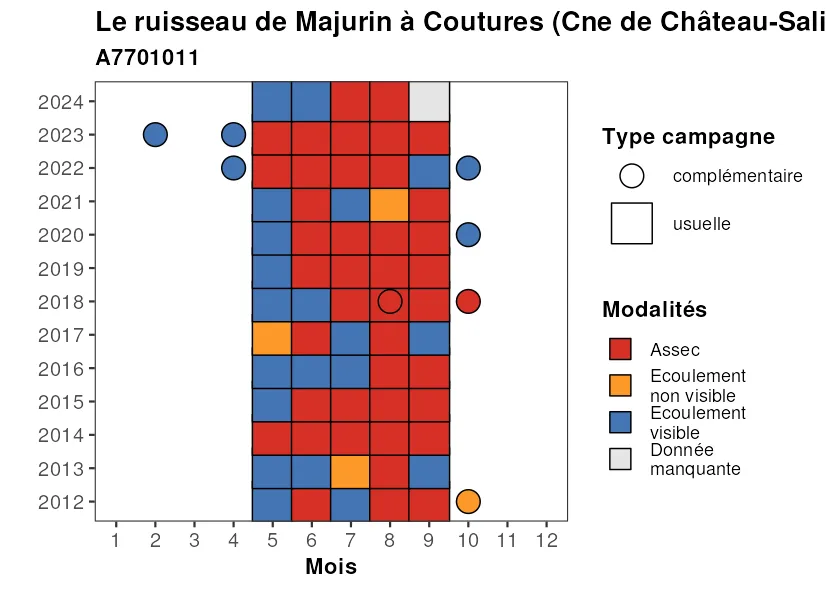 Le ruisseau de Majurin à Coutures (Cne de Château-Sali
A7701011
2024
2023
2022
2021
2020
2019
2018
2017
2016
2015
2014
2013
2012
1 2 3 4 5 6 7 8 9 10 11 12
Mois
Type campagne
complémentaire
usuelle
Modalités
Assec
Ecoulement
non visible
Ecoulement
visible
Donnée
manquante